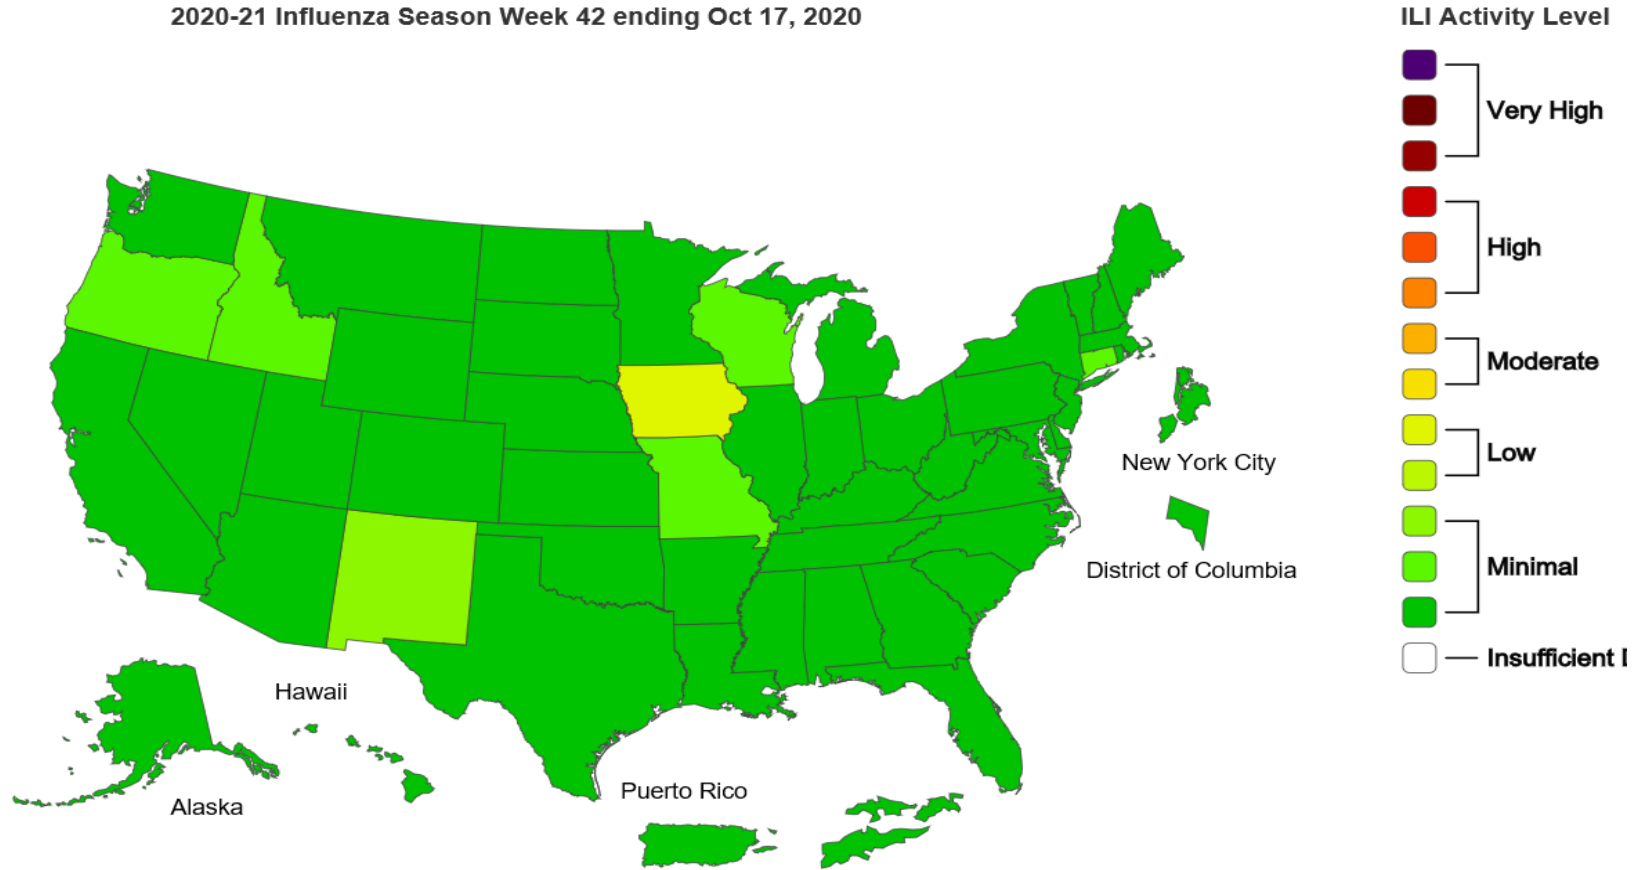 2020-21 Influenza Season Week 42 ending Oct 17, 2020
ILI Activity Level
Very High
High
Moderate
Low
Minimal
Insufficient
New York City
District of Columbia
Hawaii
Alaska
Puerto Rico